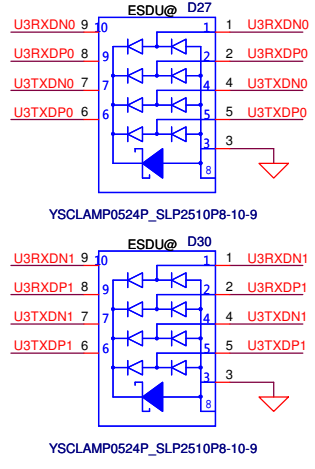 ESDU@ D27
U3RXDN0 9 10 1 1 U3RXDN0
U3RXDP0 8 9 2 2 U3RXDP0
U3TXDN0 7 7 4 4 U3TXDN0
U3TXDP0 6 6 5 5 U3TXDP0
3 3
8
YSCLAMP0524P_SLP2510P8-10-9
ESDU@ D30
U3RXDN1 9 10 1 1 U3RXDN1
U3RXDP1 8 9 2 2 U3RXDP1
U3TXDN1 7 7 4 4 U3TXDN1
U3TXDP1 6 6 5 5 U3TXDP1
3 3
8
YSCLAMP0524P_SLP2510P8-10-9